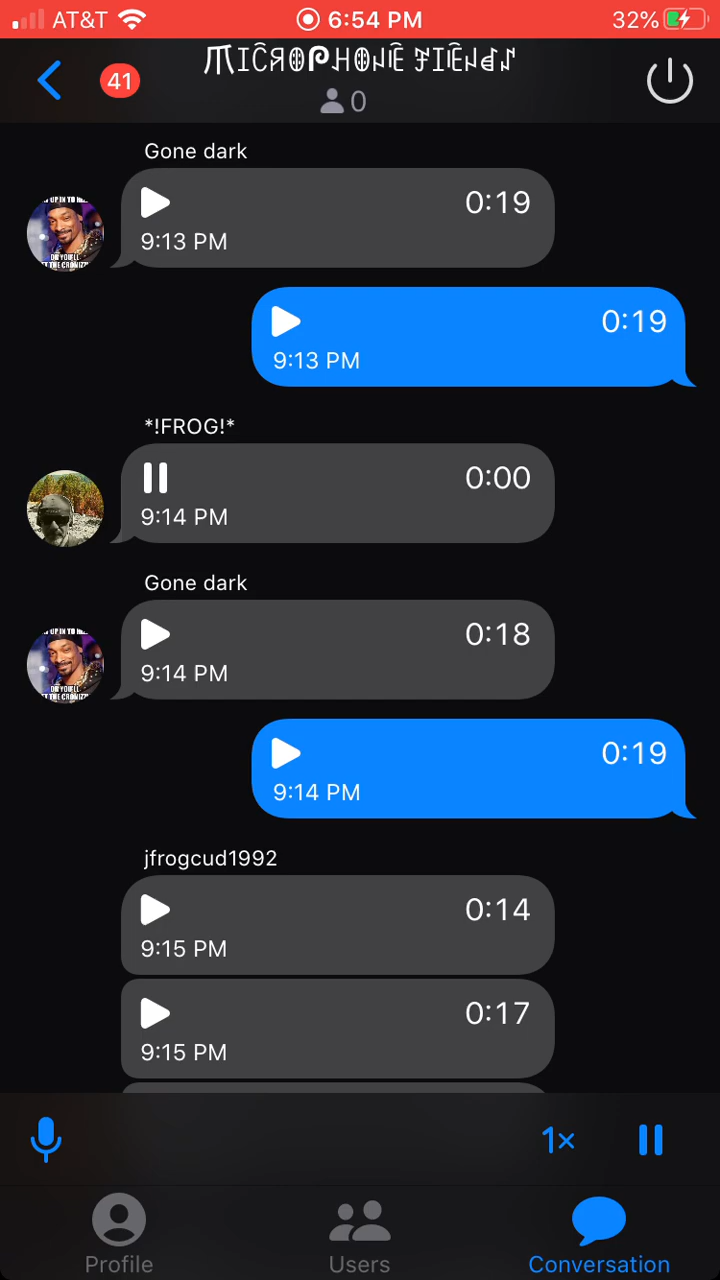 AT&T 6:54 PM 32%
41
0
Gone dark
0:19
9:13 PM
0:19
9:13 PM
*!FROG!*
0:00
9:14 PM
Gone dark
0:18
9:14 PM
0:19
9:14 PM
jfrogcud1992
0:14
9:15 PM
0:17
9:15 PM
1×
Profile Users Conversation